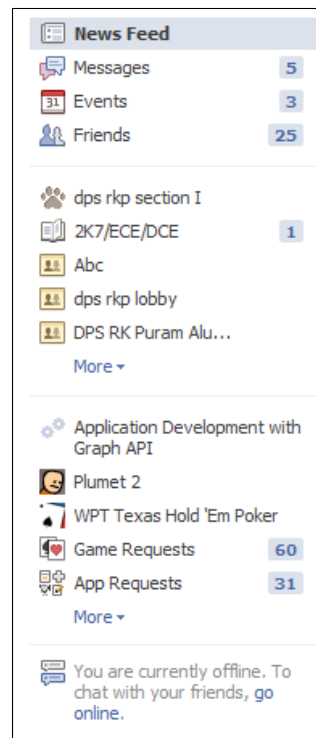 News Feed
Messages 5
31 Events 3
Friends 25
dps rkp section I
2K7/ECE/DCE 1
Abc
dps rkp lobby
DPS RK Puram Alu...
More
Application Development with
Graph API
Plumet 2
WPT Texas Hold 'Em Poker
Game Requests 60
App Requests 31
More
You are currently offline. To
chat with your friends, go
online.